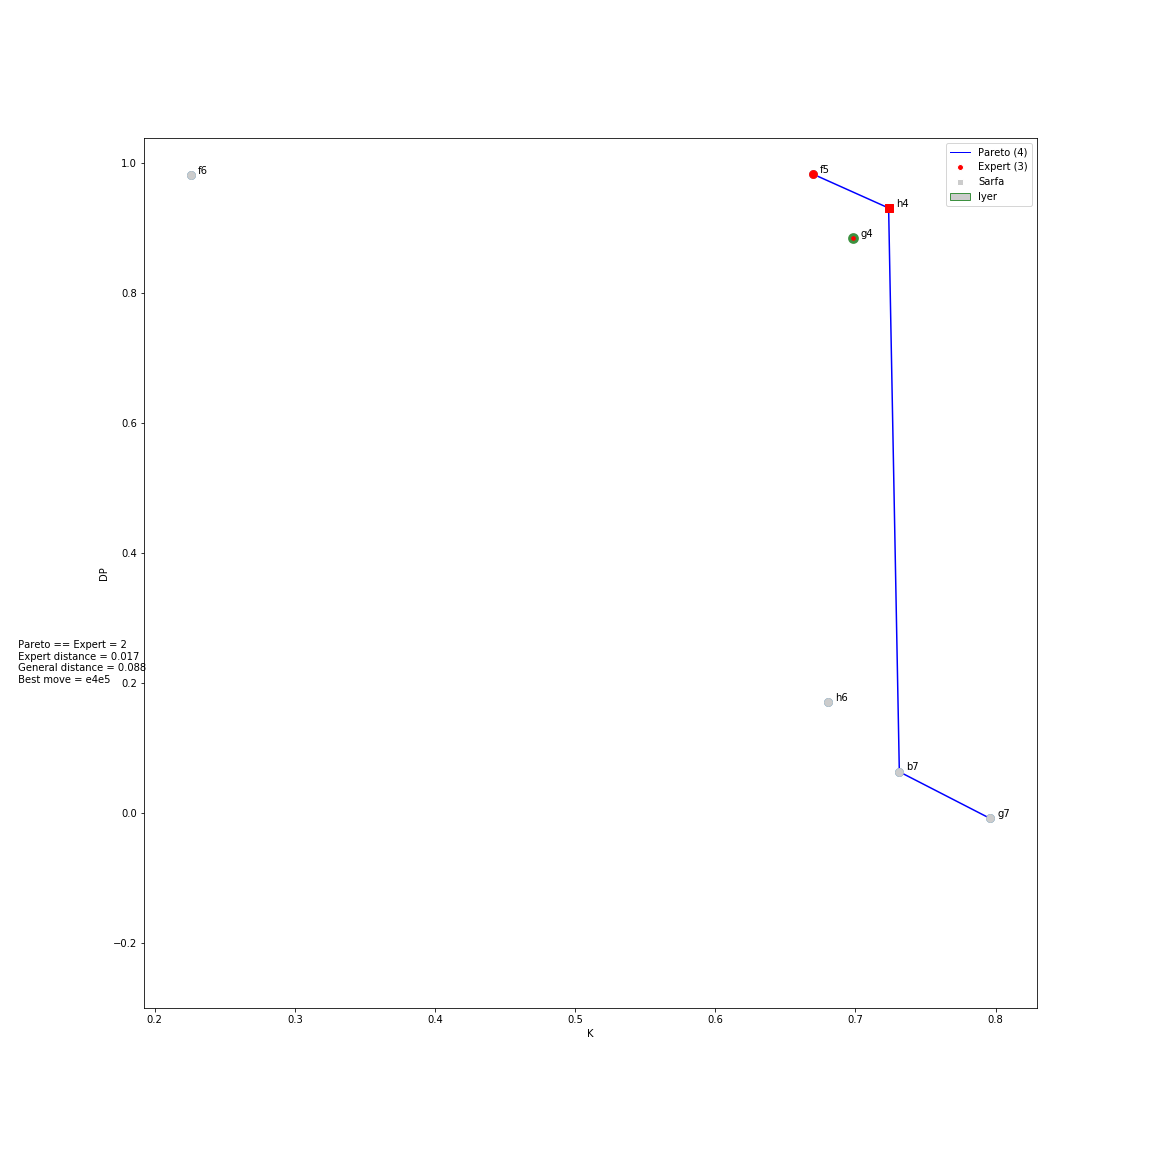 1.0
0.8
0.6
0.4
0.2
0.0
−0.2
DP
0.2
0.3
0.4
0.5
0.6
0.7
0.8
K
Pareto (4)
Expert (3)
Sarfa
Iyer
f6
f5
h4
g4
h6
b7
g7
Pareto == Expert = 2
Expert distance = 0.017
General distance = 0.088
Best move = e4e5